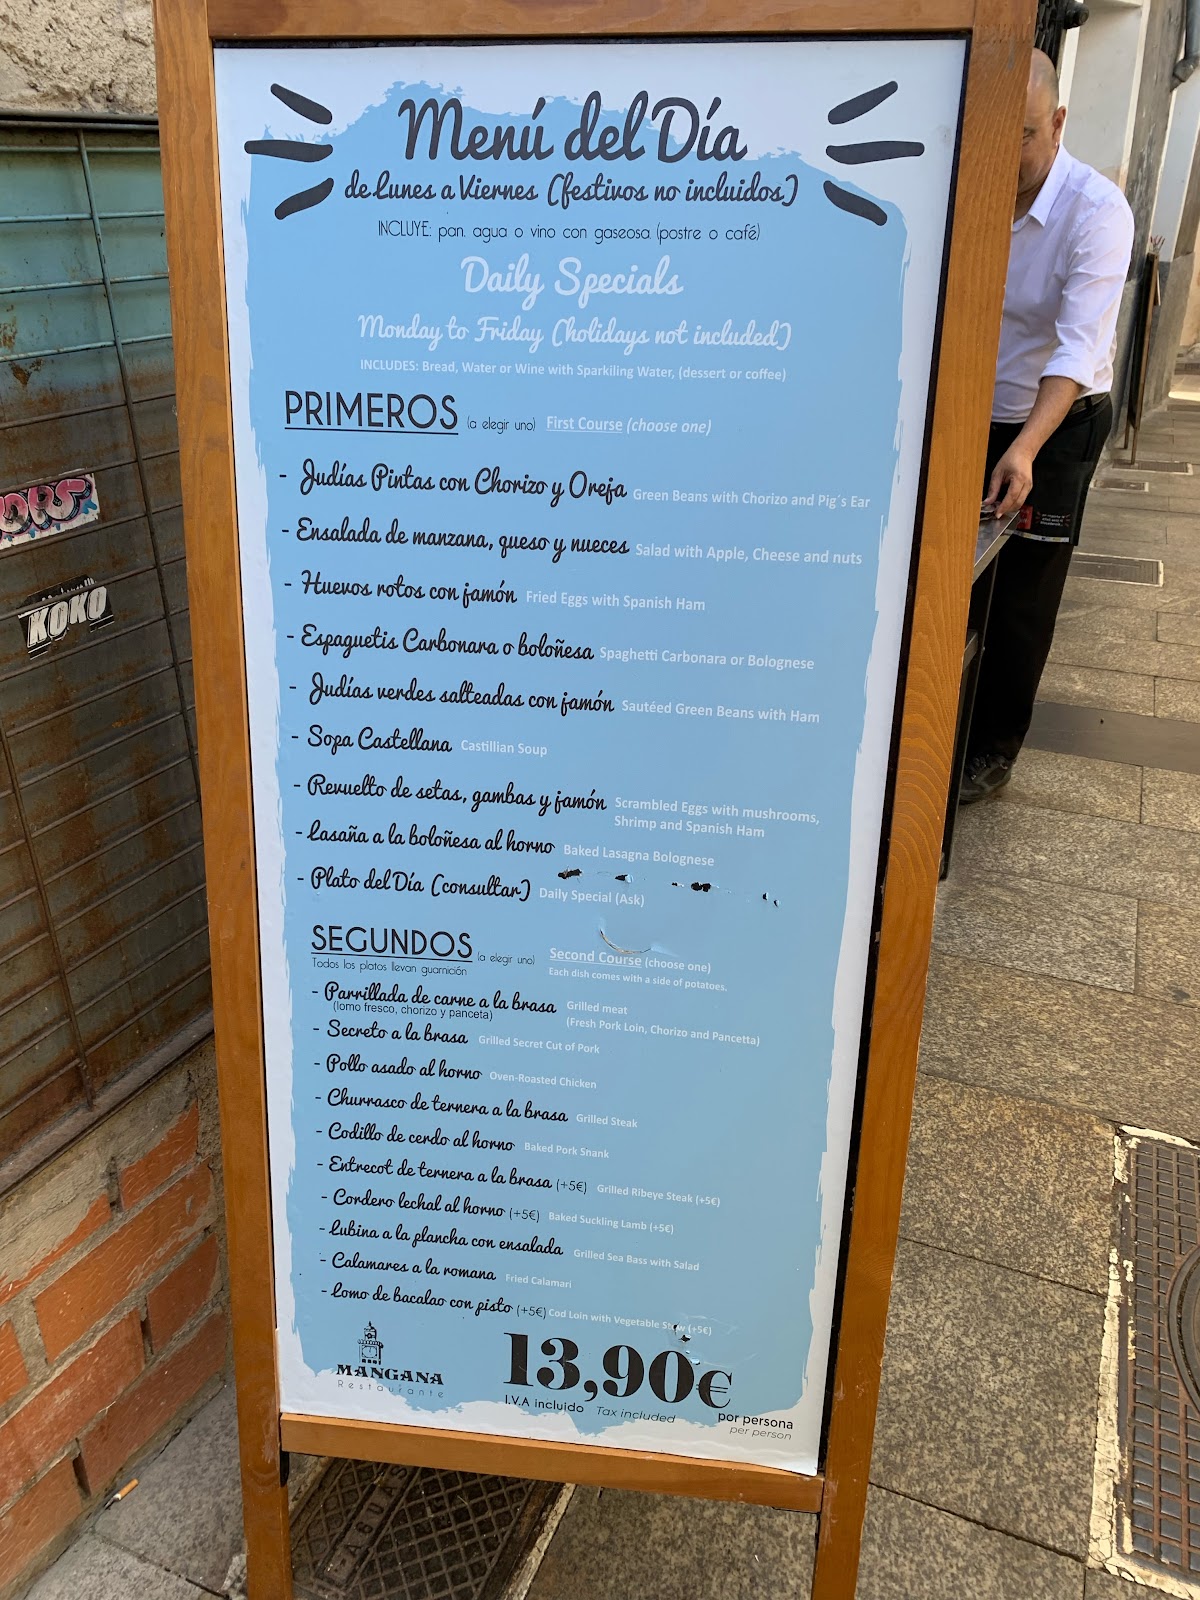 Menú del Día
de Lunes a Viernes (festivos no incluidos)
INCLUYE: pan, agua o vino con gaseosa (postre o café)
Daily Specials
Monday to Friday (holidays not included)
INCLUDES: Bread, Water or Wine with Sparkiling Water, (dessert or coffee)
PRIMEROS (a elegir uno) First Course (choose one)
- Judías Pintas con Chorizo y Oreja Green Beans with Chorizo and Pig´s Ear
- Ensalada de manzana, queso y nueces Salad with Apple, Cheese and nuts
- Huevos rotos con jamón Fried Eggs with Spanish Ham
- Espaguetis Carbonara o boloñesa Spaghetti Carbonara or Bolognese
- Judías verdes salteadas con jamón Sautéed Green Beans with Ham
- Sopa Castellana Castillian Soup
- Revuelto de setas, gambas y jamón Scrambled Eggs with mushrooms,
Shrimp and Spanish Ham
- Lasaña a la boloñesa al horno Baked Lasagna Bolognese
- Plato del Día (consultar) Daily Special (Ask)
SEGUNDOS (a elegir uno) Second Course (choose one)
Todos los platos llevan guarnición Each dish comes with a side of potatoes.
- Parrillada de carne a la brasa Grilled meat
(lomo fresco, chorizo y panceta) (Fresh Pork Loin, Chorizo and Pancetta)
- Secreto a la brasa Grilled Secret Cut of Pork
- Pollo asado al horno Oven-Roasted Chicken
- Churrasco de ternera a la brasa Grilled Steak
- Codillo de cerdo al horno Baked Pork Snank
- Entrecot de ternera a la brasa (+5€) Grilled Ribeye Steak (+5€)
- Cordero lechal al horno (+5€) Baked Suckling Lamb (+5€)
- Lubina a la plancha con ensalada Grilled Sea Bass with Salad
- Calamares a la romana Fried Calamari
- Lomo de bacalao con pisto (+5€) Cod Loin with Vegetable Stew (+5€)
MANGANA
Restaurante
13,90€
I.V.A incluido Tax included
por persona
per person
KOKO
AGUAS